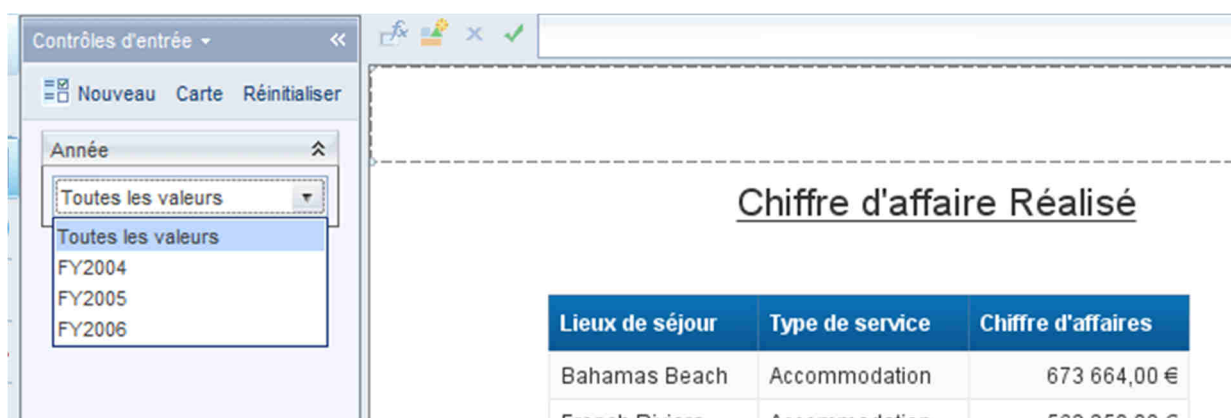 Contrôles d'entrée
Nouveau Carte Réinitialiser
Année
Toutes les valeurs
Toutes les valeurs
FY2004
FY2005
FY2006
Chiffre d'affaire Réalisé
Lieux de séjour Type de service Chiffre d'affaires
Bahamas Beach Accommodation 673 664,00 €